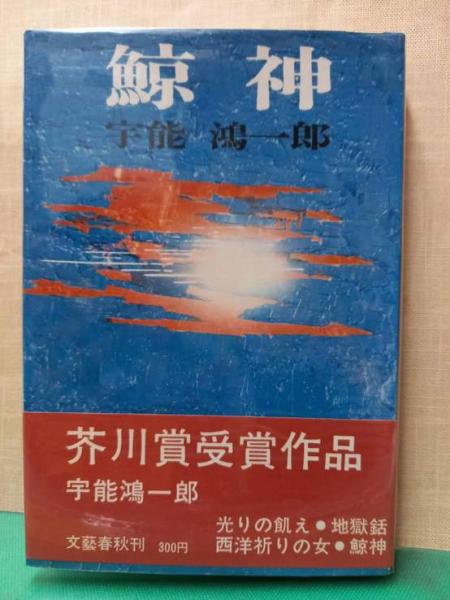 鯨神
宇能 鴻一郎
芥川賞受賞作品
宇能鴻一郎
光りの飢え●地獄銛
西洋祈りの女●鯨神
文藝春秋刊 300円